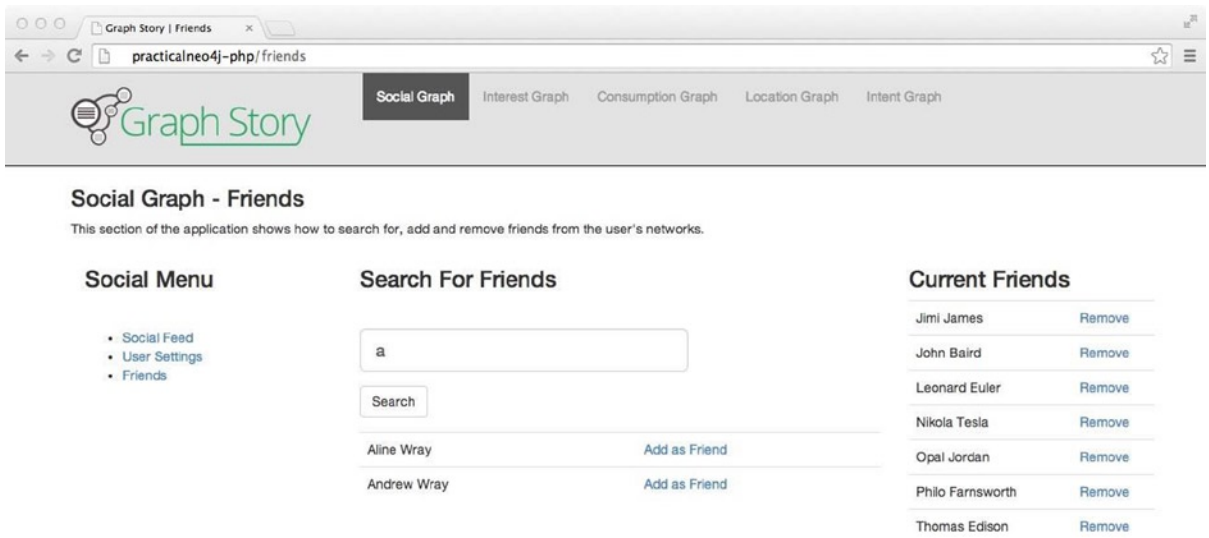 Graph Story | Friends
practicalneo4j-php/friends
Graph Story
Social Graph Interest Graph Consumption Graph Location Graph Intent Graph
Social Graph - Friends
This section of the application shows how to search for, add and remove friends from the user's networks.
Social Menu
Social Feed
User Settings
Friends
Search For Friends
a
Search
Aline Wray Add as Friend
Andrew Wray Add as Friend
Current Friends
Jimi James Remove
John Baird Remove
Leonard Euler Remove
Nikola Tesla Remove
Opal Jordan Remove
Philo Farnsworth Remove
Thomas Edison Remove